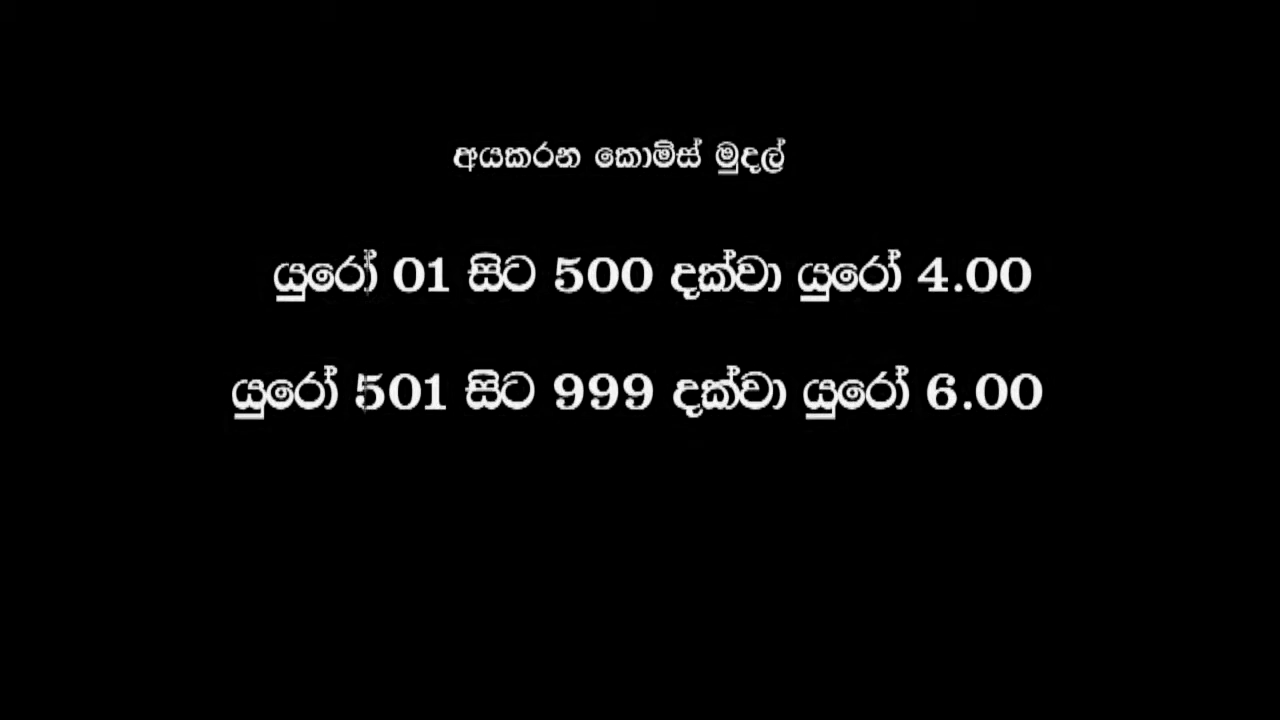 අයකරන කොමිස් මුදල්
යුරෝ 01 සිට 500 දක්වා යුරෝ 4.00
යුරෝ 501 සිට 999 දක්වා යුරෝ 6.00